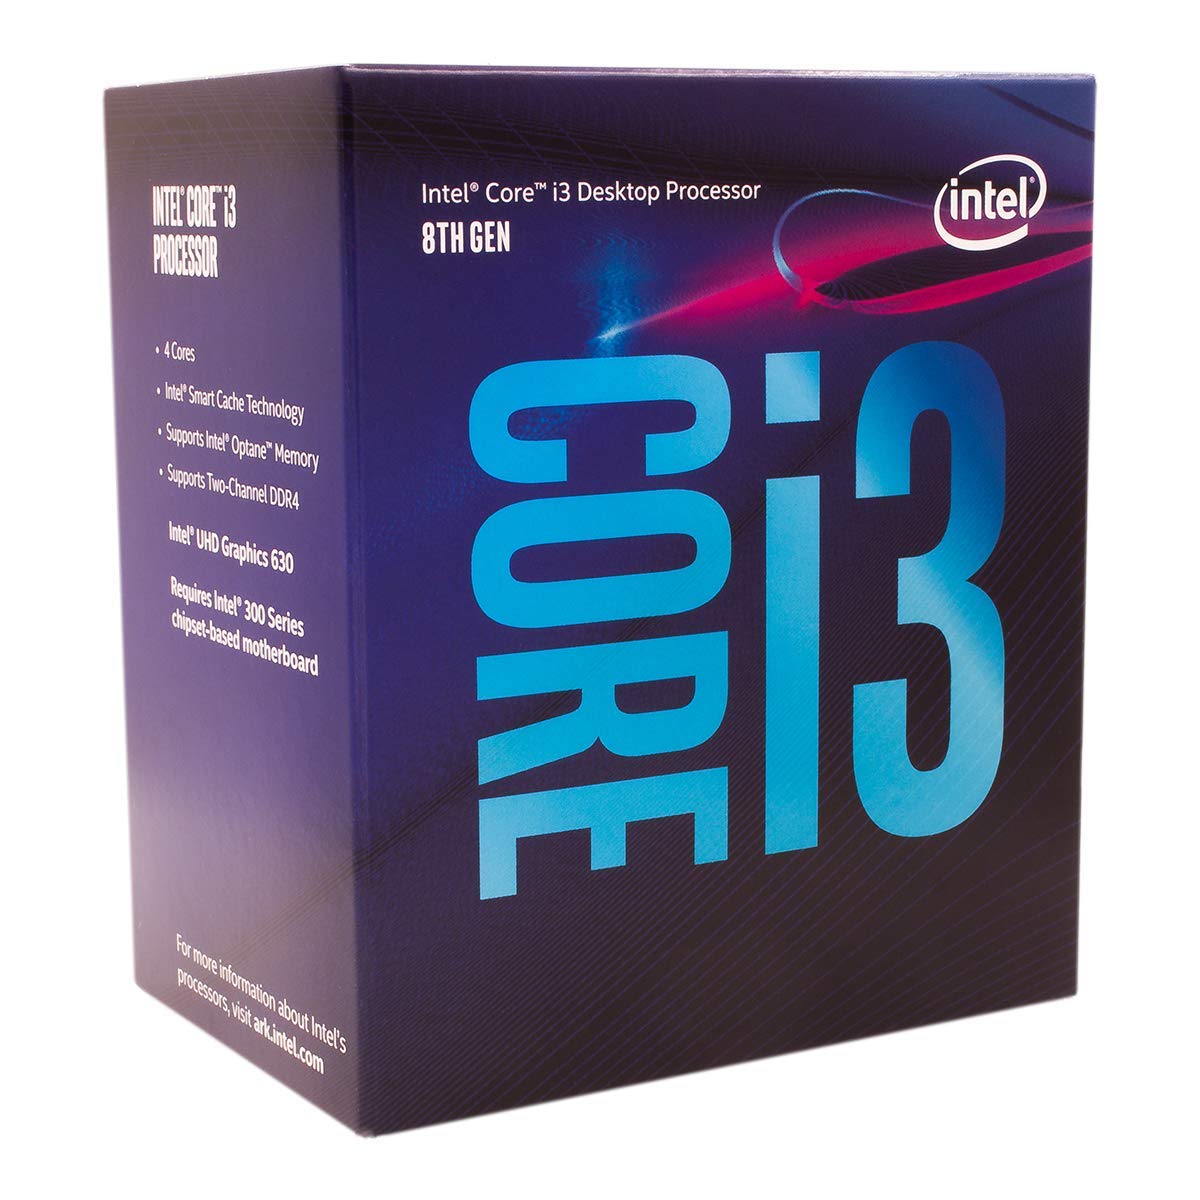 INTEL® CORE™ i3
PROCESSOR
• 4 Cores
• Intel® Smart Cache Technology
• Supports Intel® Optane™ Memory
• Supports Two-Channel DDR4
Intel® UHD Graphics 630
Requires Intel® 300 Series
chipset-based motherboard
For more information about Intel's
processors, visit ark.intel.com
Intel® Core™ i3 Desktop Processor
8TH GEN
intel®
CORE
i3